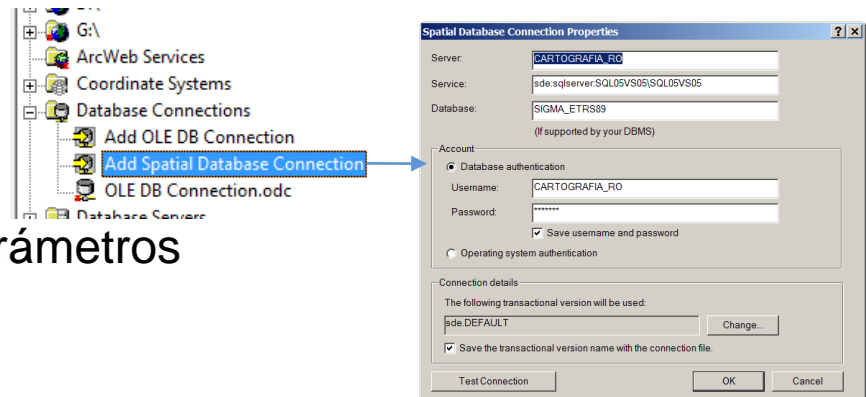 G:\
ArcWeb Services
Coordinate Systems
Database Connections
Add OLE DB Connection
Add Spatial Database Connection
OLE DB Connection.odc
Database Servers
rámetros
Spatial Database Connection Properties
Server: CARTOGRAFIA_RO
Service: sde:sqlserver:SQL05VS05\SQL05VS05
Database: SIGMA_ETRS89
(If supported by your DBMS)
Account
Database authentication
Username: CARTOGRAFIA_RO
Password: *******
Save username and password
Operating system authentication
Connection details
The following transactional version will be used:
sde.DEFAULT Change...
Save the transactional version name with the connection file.
Test Connection OK Cancel